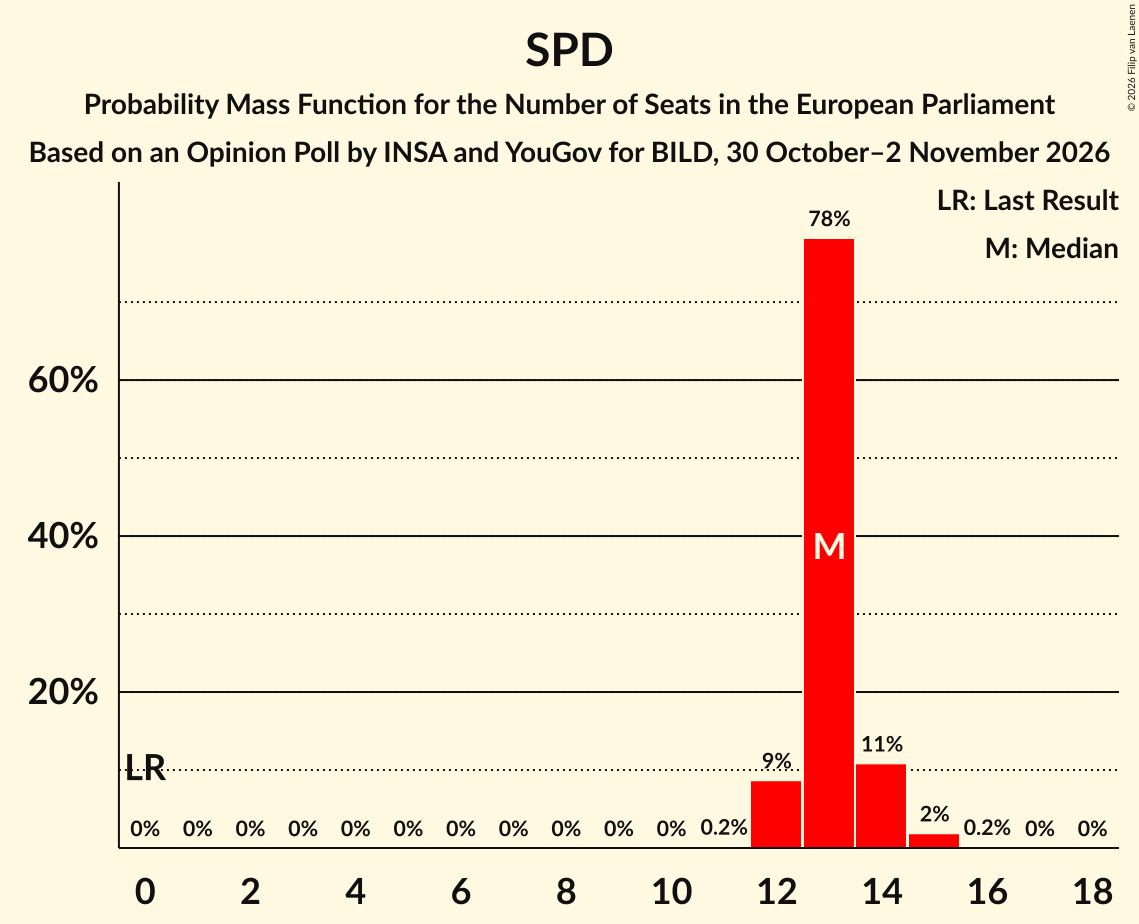 SPD
Probability Mass Function for the Number of Seats in the European Parliament
Based on an Opinion Poll by INSA and YouGov for BILD, 30 October–2 November 2026
© 2026 Filip van Laenen
LR: Last Result
M: Median
78%
60%
40%
M
20%
LR
9%
11%
0% 0% 0% 0% 0% 0% 0% 0% 0% 0% 0% 0.2% 2% 0.2% 0% 0%
0 2 4 6 8 10 12 14 16 18